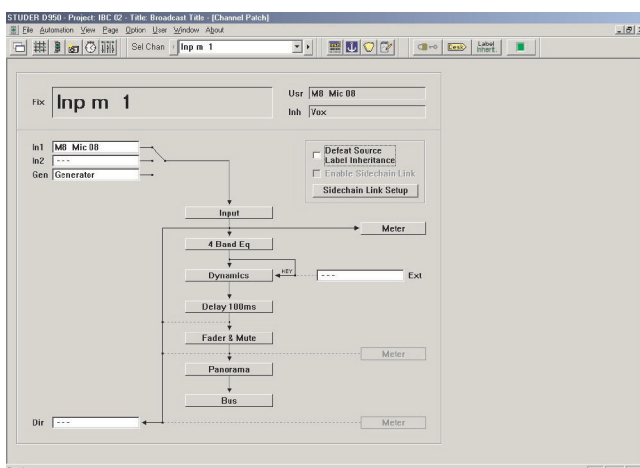 STUDER D950 - Project: IBC 02 - Title: Broadcast Title - [Channel Patch]
File Automation View Page Option User Window About
Sel Chan Inp m 1 Desk Label Inherit.
Fix Inp m 1
Usr M8 Mic 08
Inh Vox
In1 M8 Mic 08
In2 ---
Gen Generator
Defeat Source
Label Inheritance
Enable Sidechain Link
Sidechain Link Setup
Input
Meter
4 Band Eq
Dynamics KEY --- Ext
Delay 100ms
Fader & Mute
Meter
Panorama
Bus
Dir --- Meter